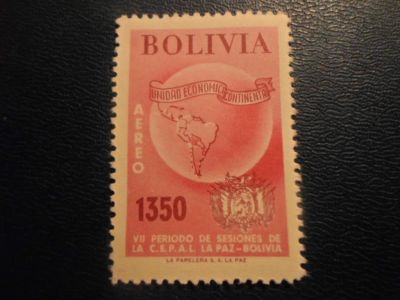 BOLIVIA
UNIDAD ECONOMICA CONTINENTAL
AEREO
1350
VII PERIODO DE SESIONES DE
LA C.E.P.A.L. LA PAZ-BOLIVIA
LA PAPELERA S. A. LA PAZ